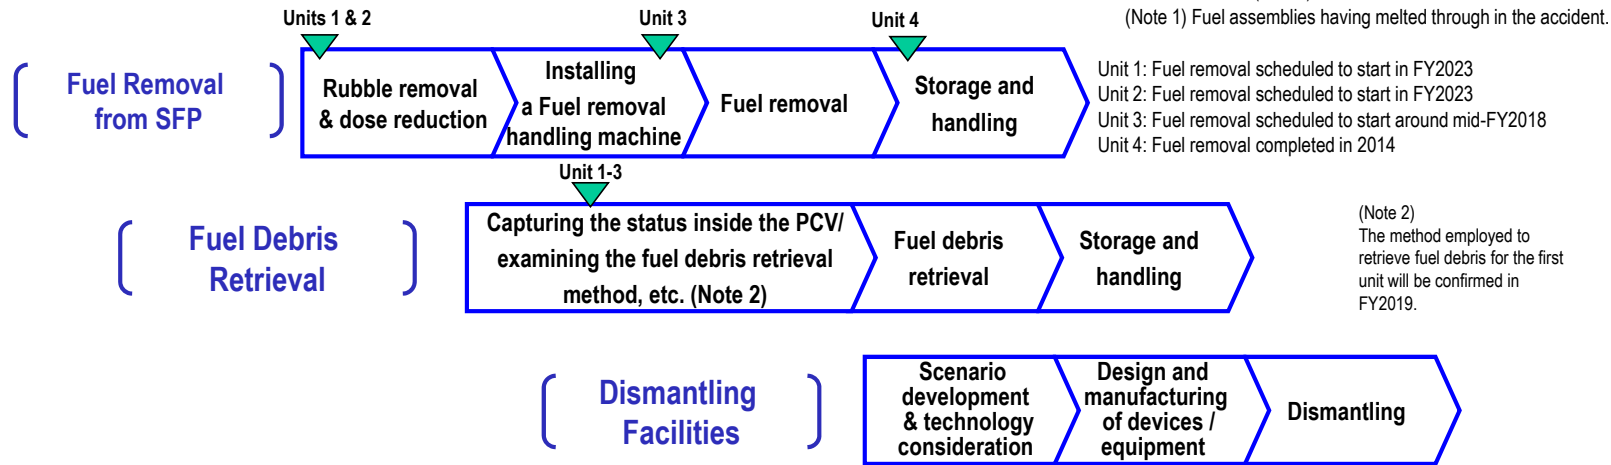 (Note 1) Fuel assemblies having melted through in the accident.
Units 1 & 2
Unit 3
Unit 4
Fuel Removal
from SFP
Rubble removal
& dose reduction
Installing
a Fuel removal
handling machine
Fuel removal
Storage and
handling
Unit 1: Fuel removal scheduled to start in FY2023
Unit 2: Fuel removal scheduled to start in FY2023
Unit 3: Fuel removal scheduled to start around mid-FY2018
Unit 4: Fuel removal completed in 2014
Unit 1-3
Fuel Debris
Retrieval
Capturing the status inside the PCV/
examining the fuel debris retrieval
method, etc. (Note 2)
Fuel debris
retrieval
Storage and
handling
(Note 2)
The method employed to
retrieve fuel debris for the first
unit will be confirmed in
FY2019.
Dismantling
Facilities
Scenario
development
& technology
consideration
Design and
manufacturing
of devices /
equipment
Dismantling